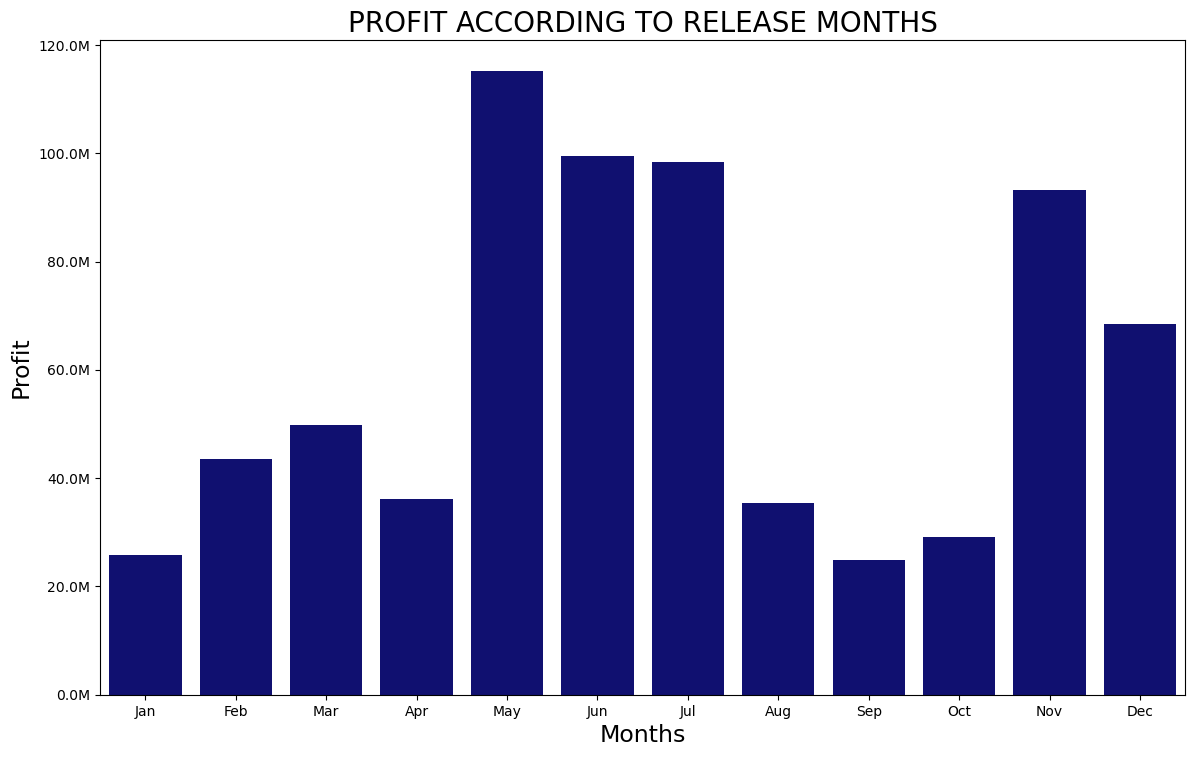 PROFIT ACCORDING TO RELEASE MONTHS
120.0M
100.0M
80.0M
60.0M
40.0M
20.0M
0.0M
Profit
Jan Feb Mar Apr May Jun Jul Aug Sep Oct Nov Dec
Months